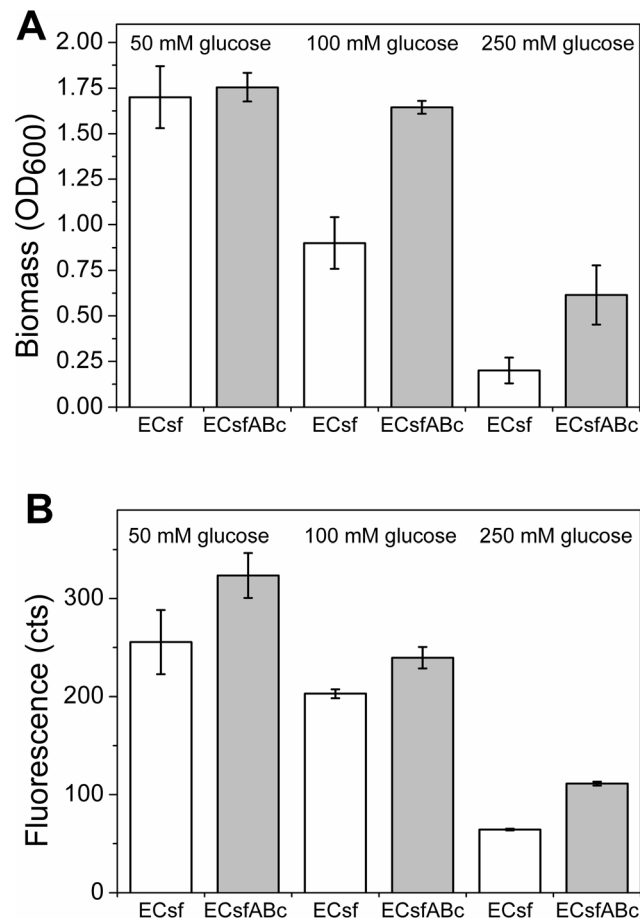 A
50 mM glucose 100 mM glucose 250 mM glucose
2.00
1.75
1.50
1.25
1.00
0.75
0.50
0.25
0.00
Biomass (OD600)
ECsf ECsfABc ECsf ECsfABc ECsf ECsfABc
B
50 mM glucose 100 mM glucose 250 mM glucose
300
200
100
0
Fluorescence (cts)
ECsf ECsfABc ECsf ECsfABc ECsf ECsfABc